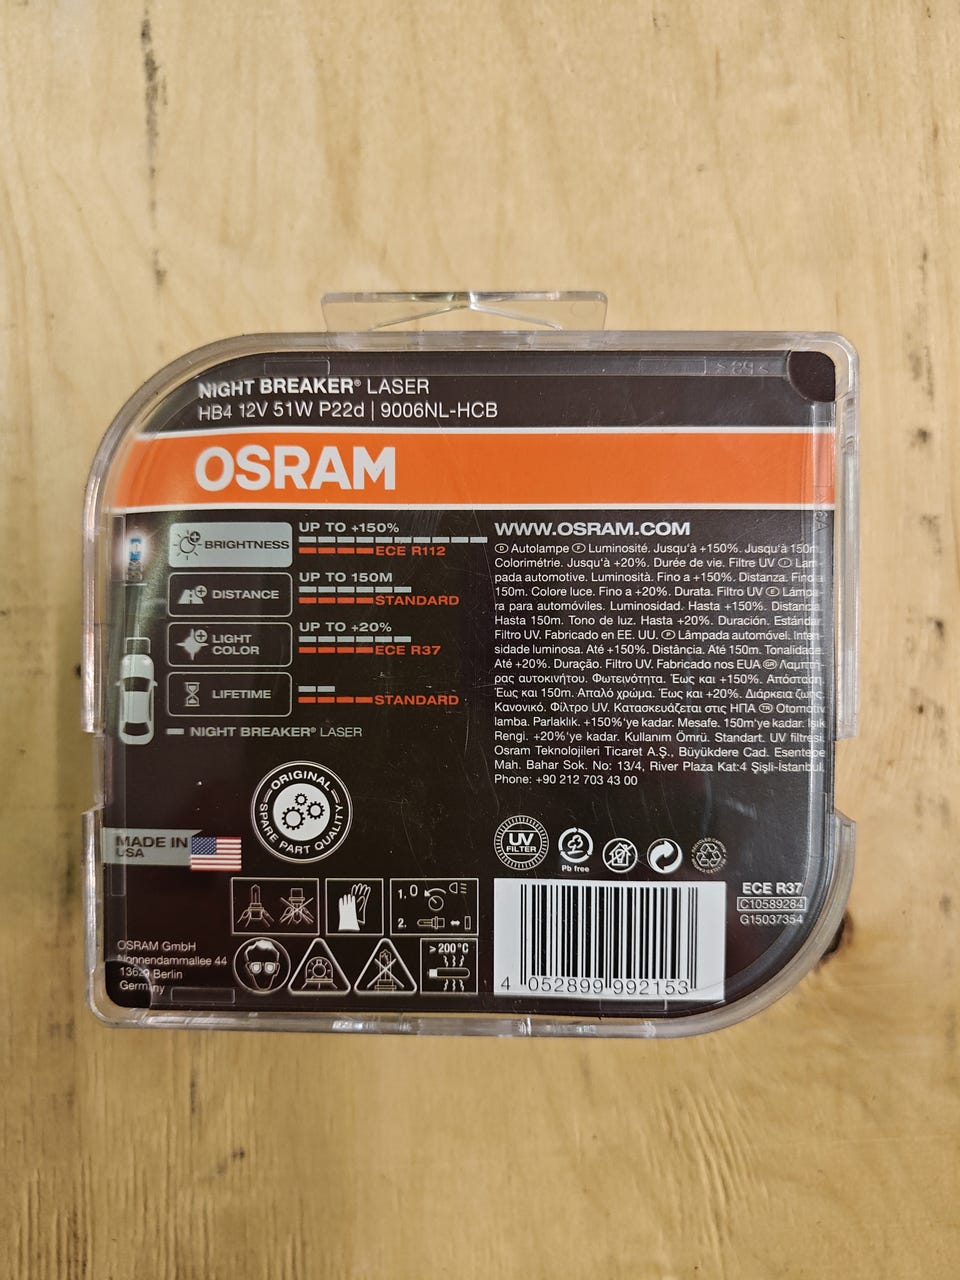 NIGHT BREAKER® LASER
HB4 12V 51W P22d | 9006NL-HCB
OSRAM
BRIGHTNESS
UP TO +150%
ECE R112
DISTANCE
UP TO 150M
STANDARD
LIGHT
COLOR
UP TO +20%
ECE R37
LIFETIME
STANDARD
NIGHT BREAKER® LASER
WWW.OSRAM.COM
D Autolampe F Luminosité. Jusqu'à +150%. Jusqu'à 150m.
Colorimétrie. Jusqu'à +20%. Durée de vie. Filtre UV I Lam-
pada automotive. Luminosità. Fino a +150%. Distanza. Fino a
150m. Colore luce. Fino a +20%. Durata. Filtro UV E Lámpa-
ra para automóviles. Luminosidad. Hasta +150%. Distancia.
Hasta 150m. Tono de luz. Hasta +20%. Duración. Estándar.
Filtro UV. Fabricado en EE. UU. P Lâmpada automóvel. Inten-
sidade luminosa. Até +150%. Distância. Até 150m. Tonalidade.
Até +20%. Duração. Filtro UV. Fabricado nos EUA GR Λαμπτή-
ρας αυτοκινήτου. Φωτεινότητα. Έως και +150%. Απόσταση.
Έως και 150m. Απαλό χρώμα. Έως και +20%. Διάρκεια ζωής.
Κανονικό. Φίλτρο UV. Κατασκευάζεται στις ΗΠΑ TR Otomotiv
lamba. Parlaklık. +150%'ye kadar. Mesafe. 150m'ye kadar. Işık
Rengi. +20%'ye kadar. Kullanım Ömrü. Standart. UV filtresi.
Osram Teknolojileri Ticaret A.Ş., Büyükdere Cad. Esentepe
Mah. Bahar Sok. No: 13/4, River Plaza Kat:4 Şişli-İstanbul,
Phone: +90 212 703 43 00
ORIGINAL
SPARE PART QUALITY
MADE IN
USA
UV
FILTER
Pb free
1. 0
2.
>200°C
OSRAM GmbH
Nonnendammallee 44
13629 Berlin
Germany
4 052899 992153
ECE R37
C10589284
G15037354